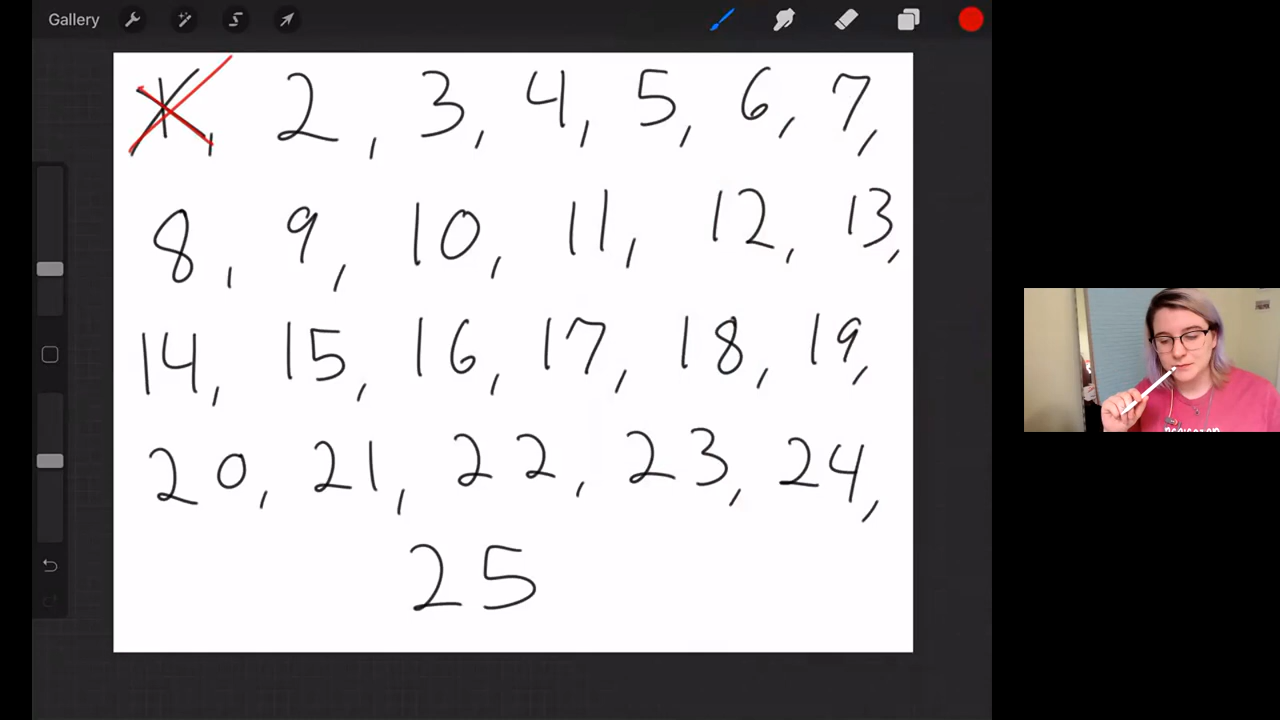 Gallery
1, 2, 3, 4, 5, 6, 7,
8, 9, 10, 11, 12, 13,
14, 15, 16, 17, 18, 19,
20, 21, 22, 23, 24,
25